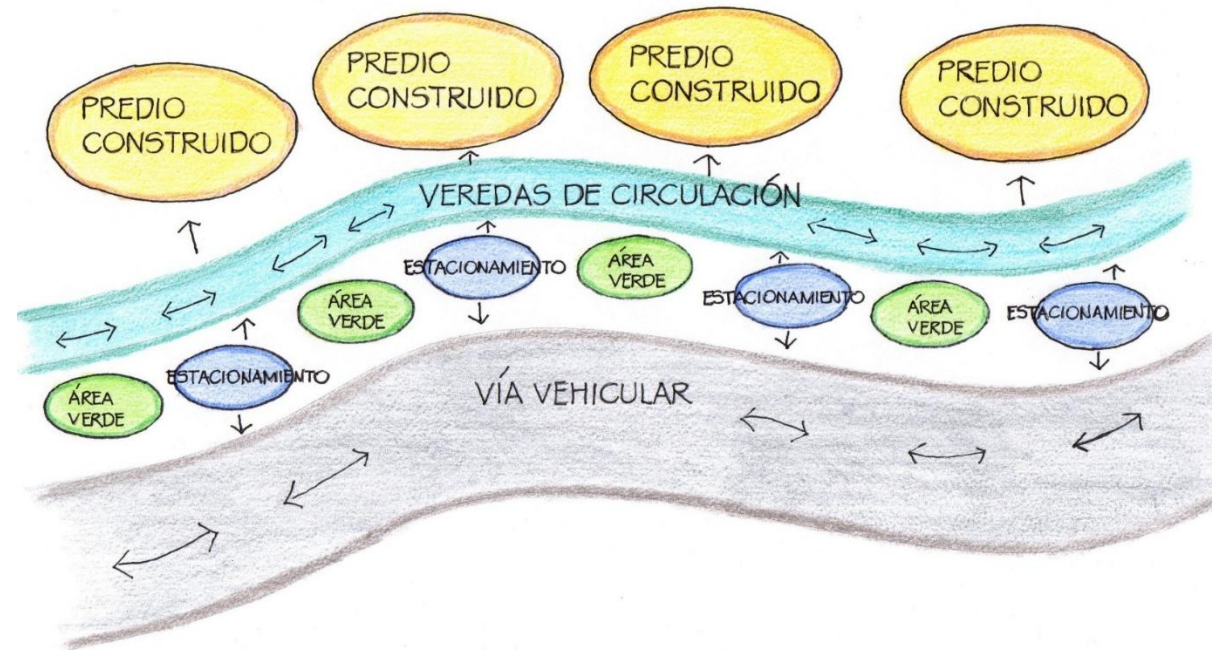 PREDIO
CONSTRUIDO
PREDIO
CONSTRUIDO
PREDIO
CONSTRUIDO
PREDIO
CONSTRUIDO
VEREDAS DE CIRCULACIÓN
ÁREA
VERDE
ESTACIONAMIENTO
ÁREA
VERDE
ESTACIONAMIENTO
ÁREA
VERDE
ESTACIONAMIENTO
ÁREA
VERDE
ESTACIONAMIENTO
VÍA VEHICULAR